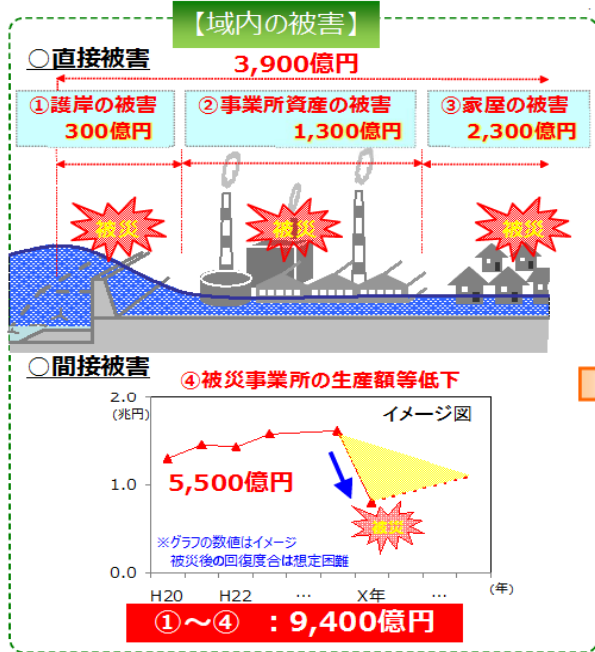 【域内の被害】
○直接被害
3,900億円
①護岸の被害
300億円
②事業所資産の被害
1,300億円
③家屋の被害
2,300億円
被災
被災
被災
○間接被害
④被災事業所の生産額等低下
2.0
(兆円)
イメージ図
1.0
5,500億円
被災
※グラフの数値はイメージ
被災後の回復度合は想定困難
0.0
H20 H22 … X年 … (年)
①~④ :9,400億円